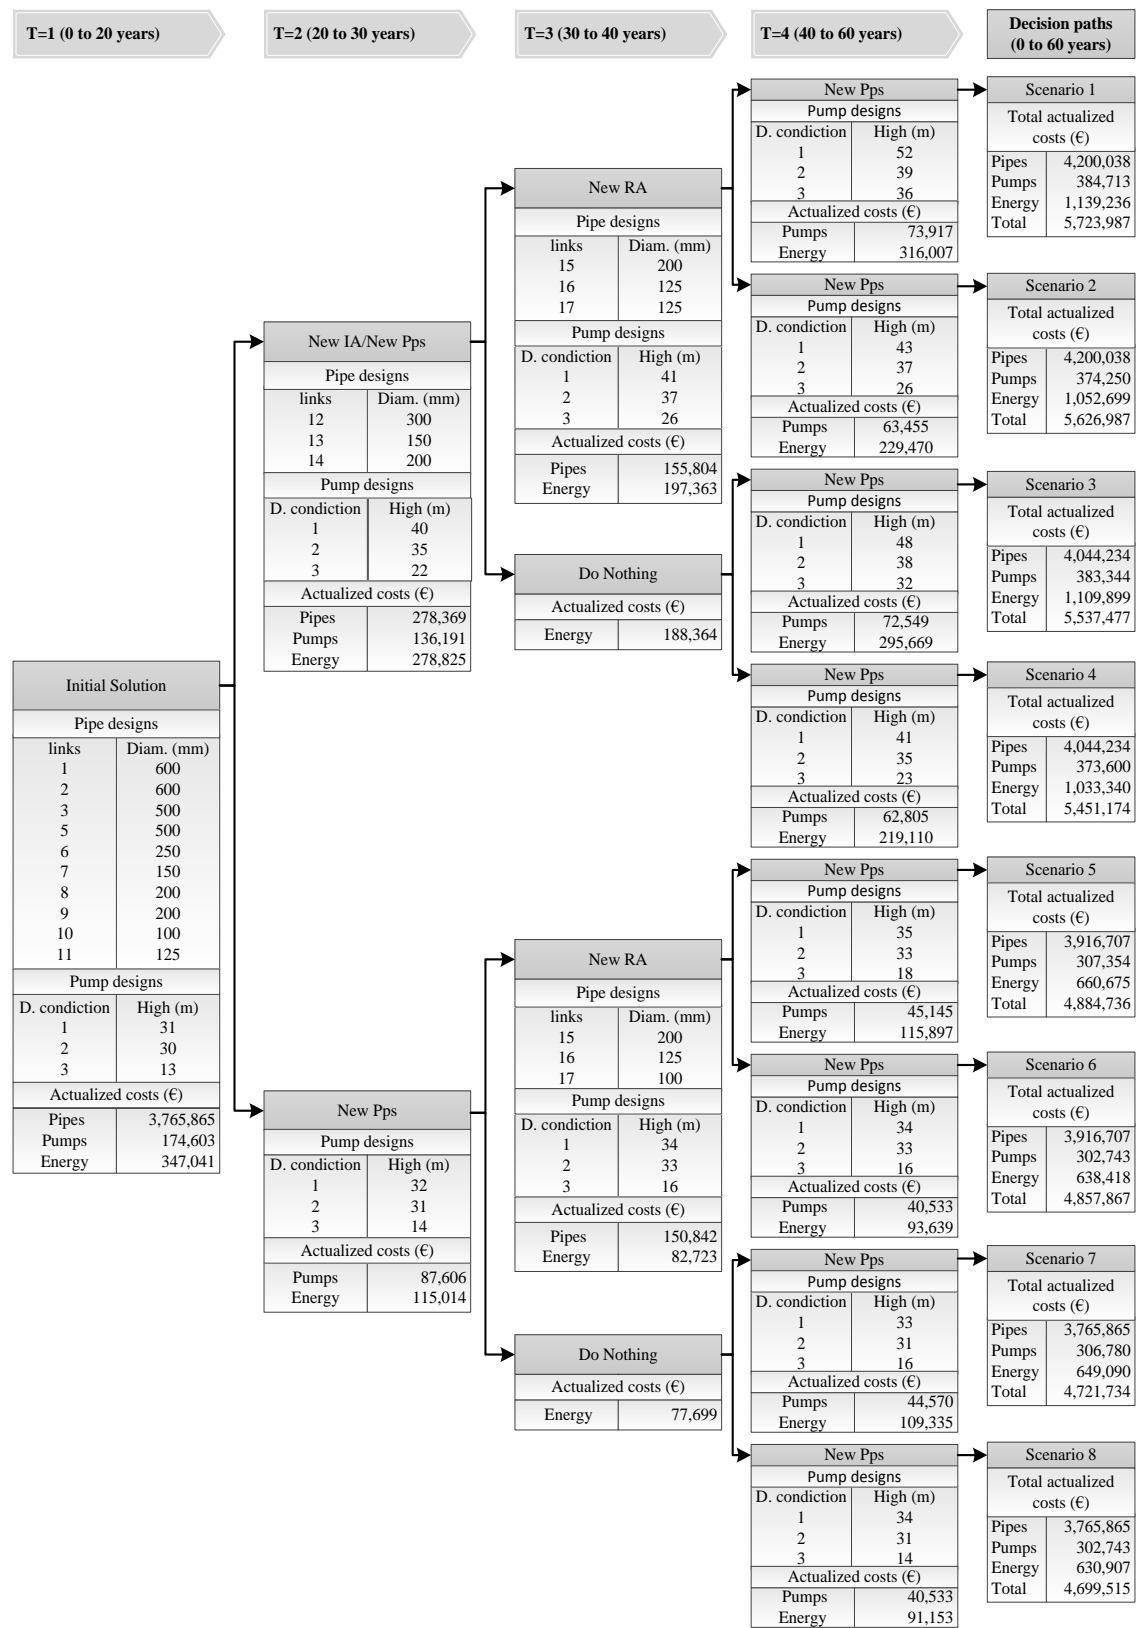 T=1 (0 to 20 years)
T=2 (20 to 30 years)
T=3 (30 to 40 years)
T=4 (40 to 60 years)
Decision paths
(0 to 60 years)
Initial Solution
Pipe designs
links Diam. (mm)
1 600
2 600
3 500
5 500
6 250
7 150
8 200
9 200
10 100
11 125
Pump designs
D. condiction High (m)
1 31
2 30
3 13
Actualized costs (€)
Pipes 3,765,865
Pumps 174,603
Energy 347,041
New IA/New Pps
Pipe designs
links Diam. (mm)
12 300
13 150
14 200
Pump designs
D. condiction High (m)
1 40
2 35
3 22
Actualized costs (€)
Pipes 278,369
Pumps 136,191
Energy 278,825
New Pps
Pump designs
D. condiction High (m)
1 32
2 31
3 14
Actualized costs (€)
Pumps 87,606
Energy 115,014
New RA
Pipe designs
links Diam. (mm)
15 200
16 125
17 125
Pump designs
D. condiction High (m)
1 41
2 37
3 26
Actualized costs (€)
Pipes 155,804
Energy 197,363
Do Nothing
Actualized costs (€)
Energy 188,364
New RA
Pipe designs
links Diam. (mm)
15 200
16 125
17 100
Pump designs
D. condiction High (m)
1 34
2 33
3 16
Actualized costs (€)
Pipes 150,842
Energy 82,723
Do Nothing
Actualized costs (€)
Energy 77,699
New Pps
Pump designs
D. condiction High (m)
1 52
2 39
3 36
Actualized costs (€)
Pumps 73,917
Energy 316,007
New Pps
Pump designs
D. condiction High (m)
1 43
2 37
3 26
Actualized costs (€)
Pumps 63,455
Energy 229,470
New Pps
Pump designs
D. condiction High (m)
1 48
2 38
3 32
Actualized costs (€)
Pumps 72,549
Energy 295,669
New Pps
Pump designs
D. condiction High (m)
1 41
2 35
3 23
Actualized costs (€)
Pumps 62,805
Energy 219,110
New Pps
Pump designs
D. condiction High (m)
1 35
2 33
3 18
Actualized costs (€)
Pumps 45,145
Energy 115,897
New Pps
Pump designs
D. condiction High (m)
1 34
2 33
3 16
Actualized costs (€)
Pumps 40,533
Energy 93,639
New Pps
Pump designs
D. condiction High (m)
1 33
2 31
3 16
Actualized costs (€)
Pumps 44,570
Energy 109,335
New Pps
Pump designs
D. condiction High (m)
1 34
2 31
3 14
Actualized costs (€)
Pumps 40,533
Energy 91,153
Scenario 1
Total actualized
costs (€)
Pipes 4,200,038
Pumps 384,713
Energy 1,139,236
Total 5,723,987
Scenario 2
Total actualized
costs (€)
Pipes 4,200,038
Pumps 374,250
Energy 1,052,699
Total 5,626,987
Scenario 3
Total actualized
costs (€)
Pipes 4,044,234
Pumps 383,344
Energy 1,109,899
Total 5,537,477
Scenario 4
Total actualized
costs (€)
Pipes 4,044,234
Pumps 373,600
Energy 1,033,340
Total 5,451,174
Scenario 5
Total actualized
costs (€)
Pipes 3,916,707
Pumps 307,354
Energy 660,675
Total 4,884,736
Scenario 6
Total actualized
costs (€)
Pipes 3,916,707
Pumps 302,743
Energy 638,418
Total 4,857,867
Scenario 7
Total actualized
costs (€)
Pipes 3,765,865
Pumps 306,780
Energy 649,090
Total 4,721,734
Scenario 8
Total actualized
costs (€)
Pipes 3,765,865
Pumps 302,743
Energy 630,907
Total 4,699,515